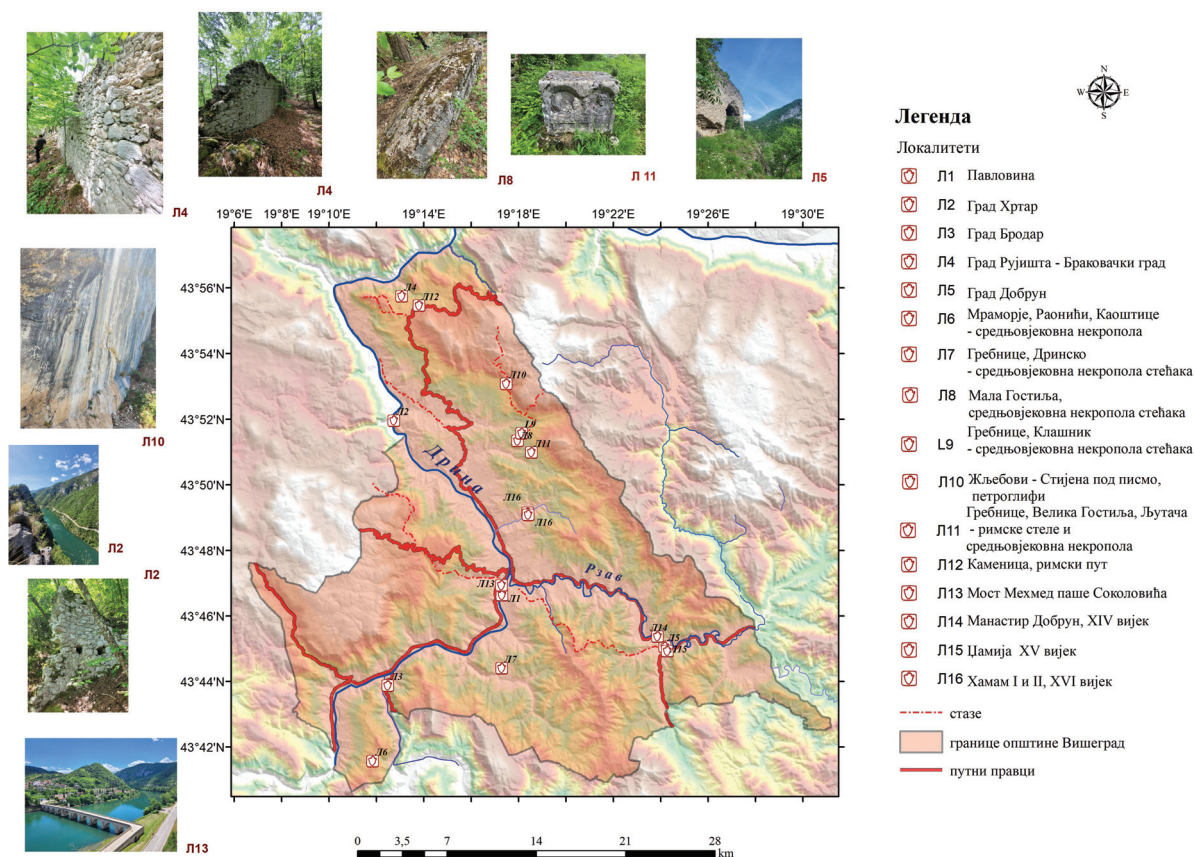 Л4
Л4
Л8
Л 11
Л5
Л10
Л2
Л2
Л13
19°6'E 19°10'E 19°14'E 19°18'E 19°22'E 19°26'E 19°30'E
43°56'N
43°54'N
43°52'N
43°50'N
43°48'N
43°46'N
43°44'N
43°42'N
Л4
Л12
Л10
Л2
L9
Л8
Л11
Дрина
Л16
Л16
Рзав
Л13
Л1
Л14
Л5
Л15
Л7
Л3
Л6
0 3,5 7 14 21 28
km
N
W E
S
Легенда
Локалитети
Л1 Павловина
Л2 Град Хртар
Л3 Град Бродар
Л4 Град Рујишта - Браковачки град
Л5 Град Добрун
Л6 Мраморје, Раонићи, Каоштице
- средњовјековна некропола
Л7 Гребнице, Дринско
- средњовјековна некропола стећака
Л8 Мала Гостиља,
средњовјековна некропола стећака
L9 Гребнице, Клашник
- средњовјековна некропола стећака
Л10 Жљебови - Стијена под писмо,
петроглифи
Гребнице, Велика Гостиља, Љутача
Л11 - римске стеле и
средњовјековна некропола
Л12 Каменица, римски пут
Л13 Мост Мехмед паше Соколовића
Л14 Манастир Добрун, XIV вијек
Л15 Џамија XV вијек
Л16 Хамам I и II, XVI вијек
стазе
границе општине Вишеград
путни правци